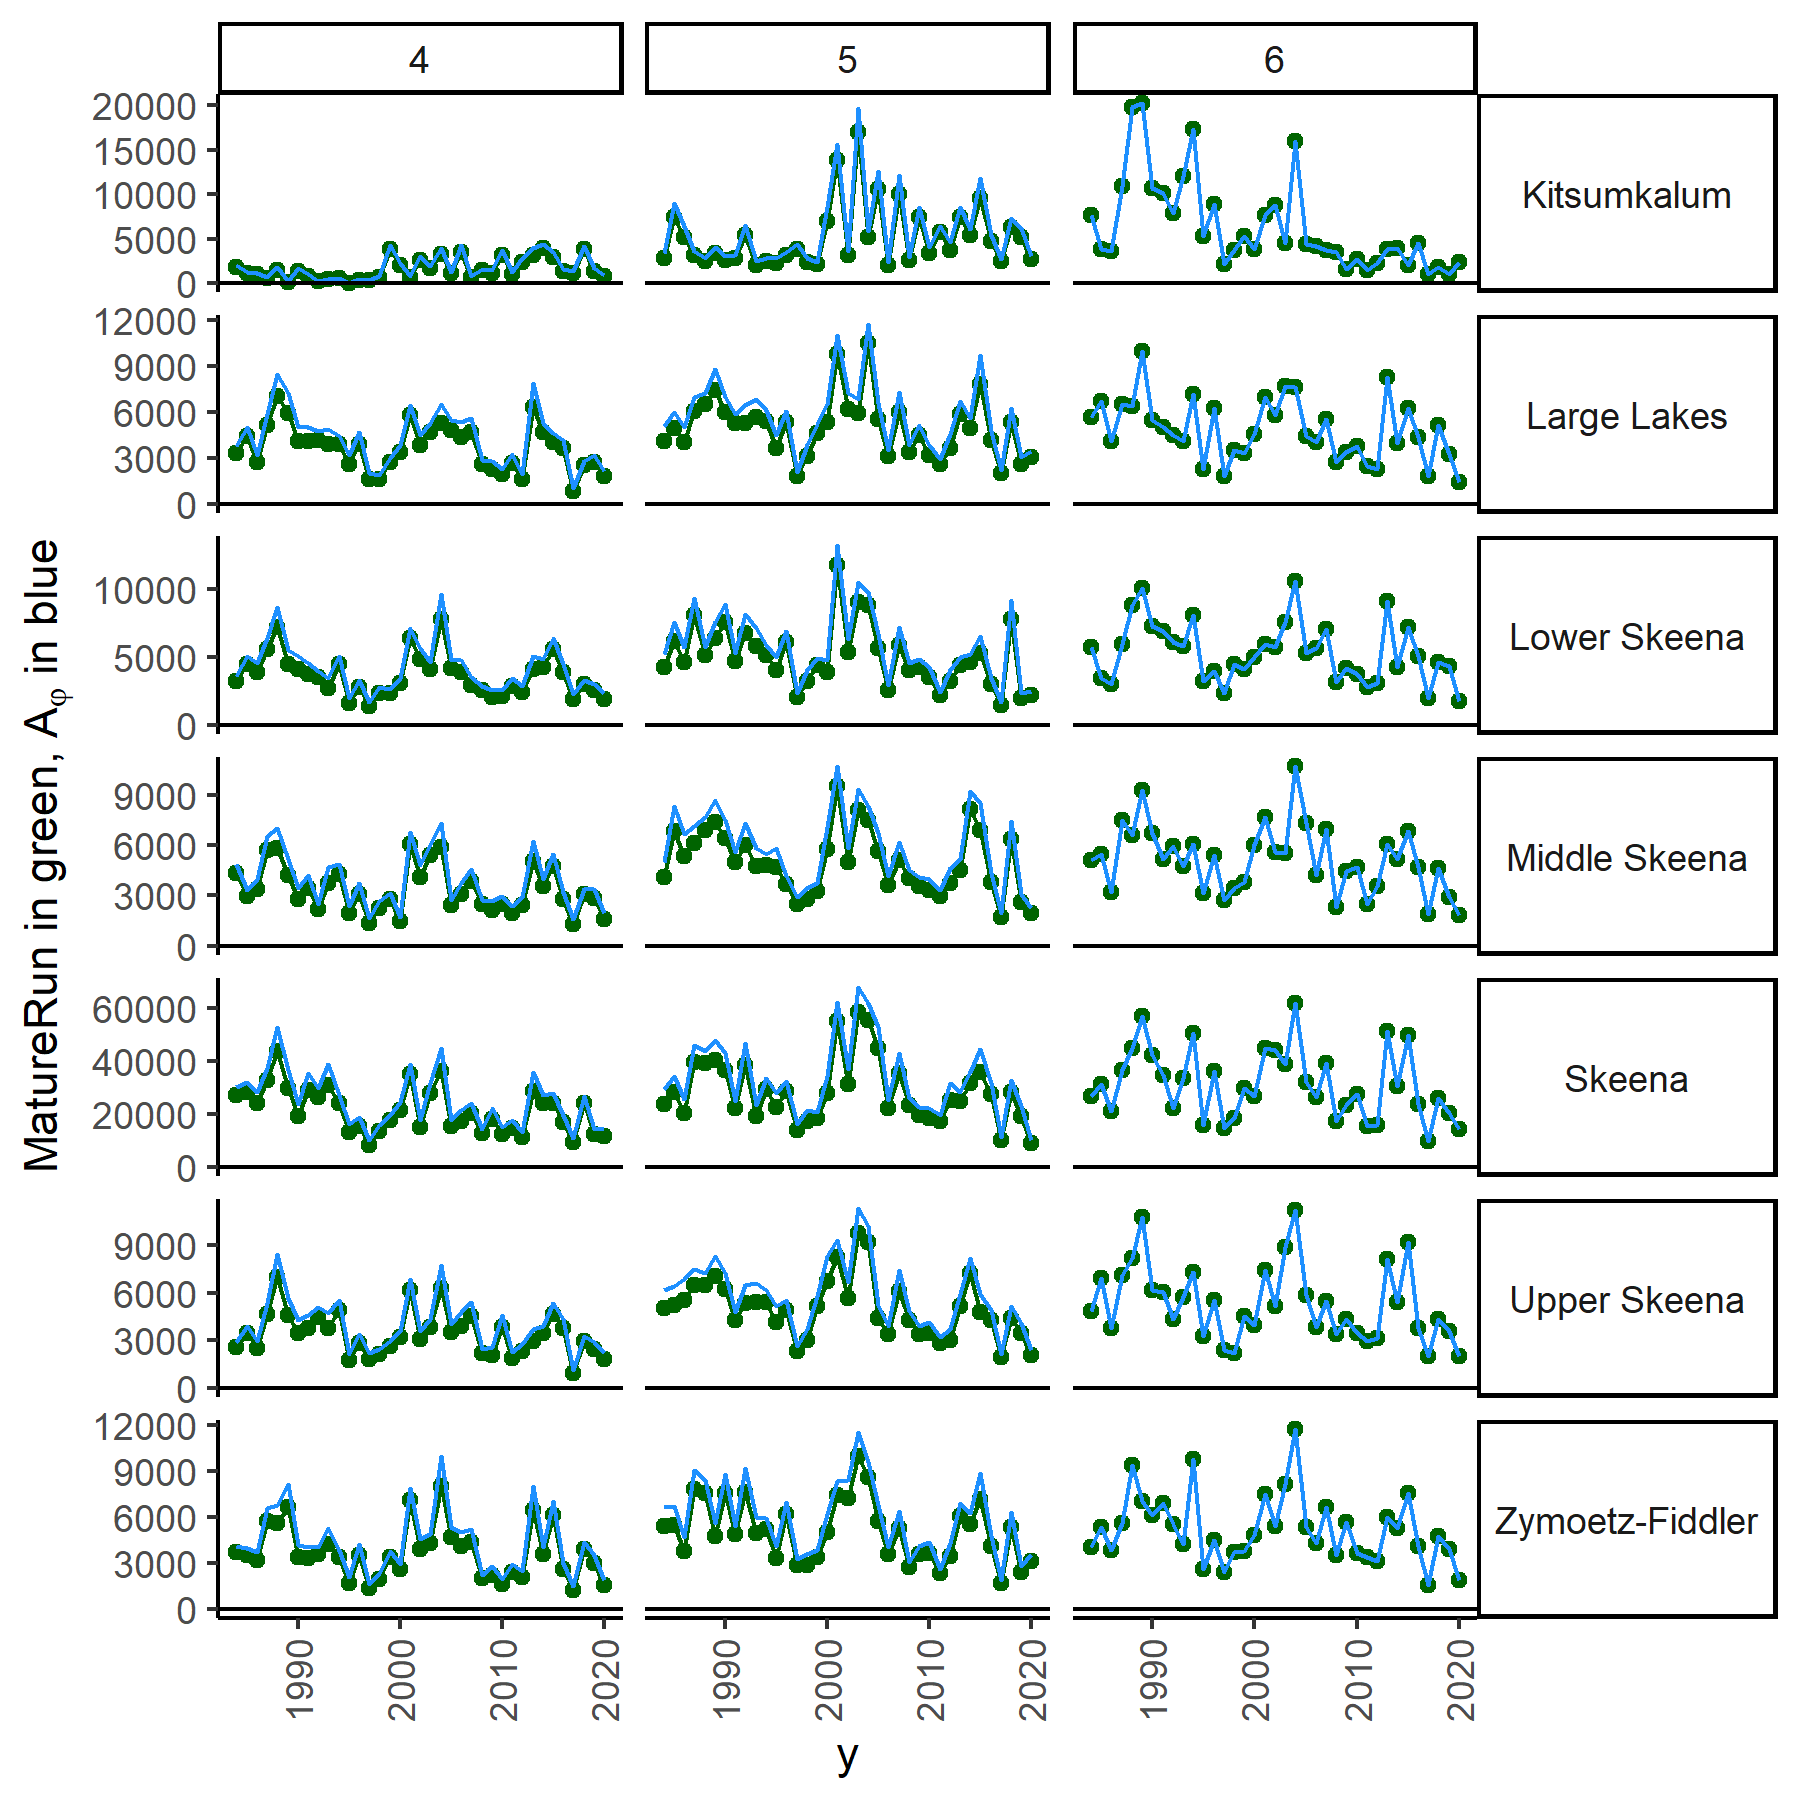 4 5 6
20000
15000
10000
5000
0
Kitsumkalum
12000
9000
6000
3000
0
Large Lakes
10000
5000
0
Lower Skeena
9000
6000
3000
0
Middle Skeena
60000
40000
20000
0
Skeena
9000
6000
3000
0
Upper Skeena
12000
9000
6000
3000
0
Zymoetz-Fiddler
MatureRun in green, Aφ in blue
1990 2000 2010 2020 1990 2000 2010 2020 1990 2000 2010 2020
y